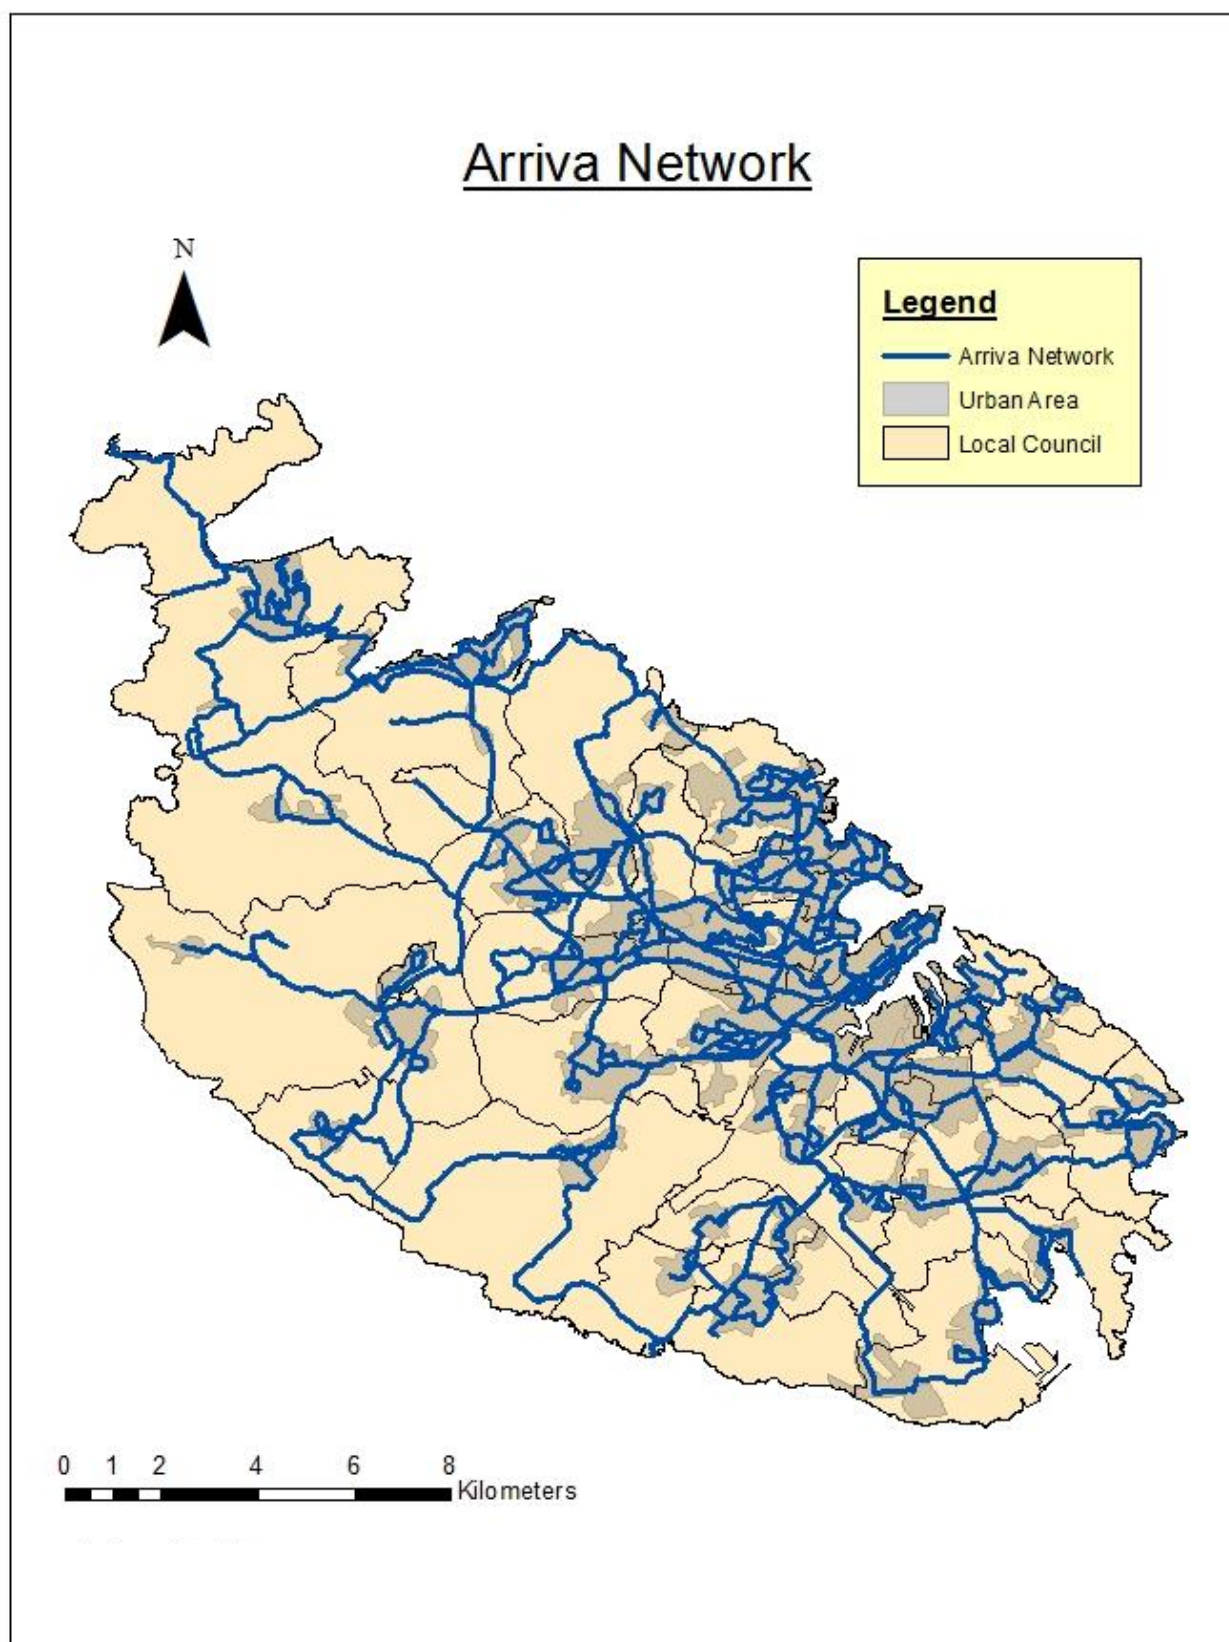 Arriva Network
N
Legend
Arriva Network
Urban Area
Local Council
0 1 2 4 6 8
Kilometers